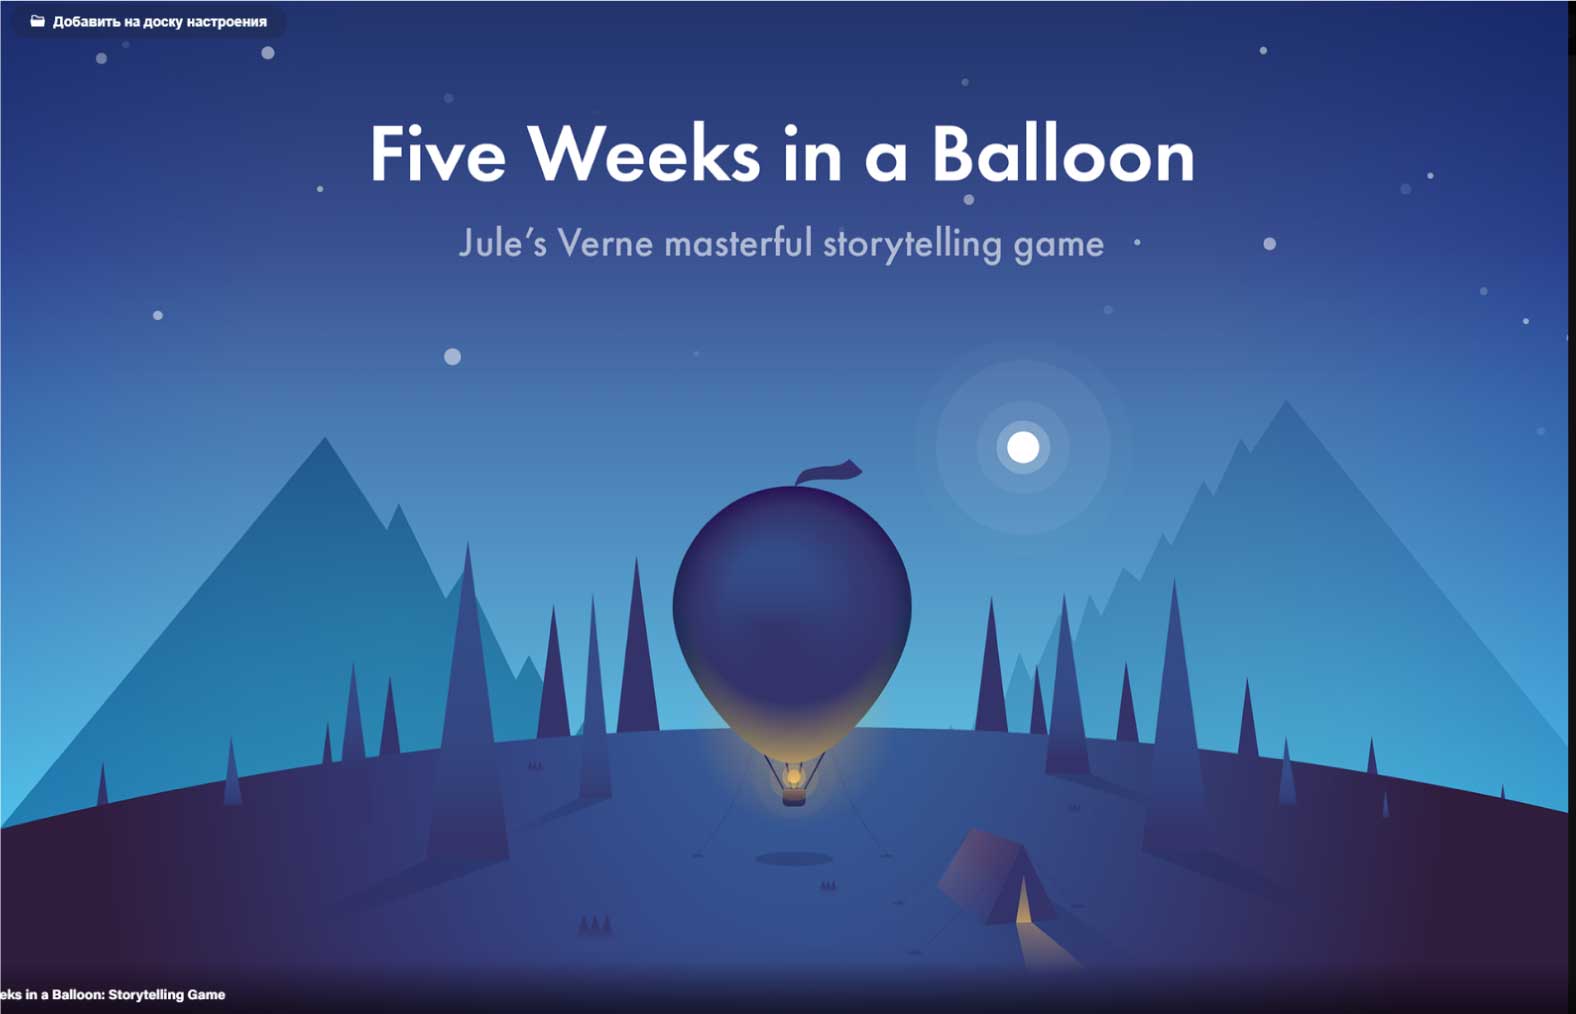 Добавить на доску настроения
Five Weeks in a Balloon
Jule’s Verne masterful storytelling game
eks in a Balloon: Storytelling Game